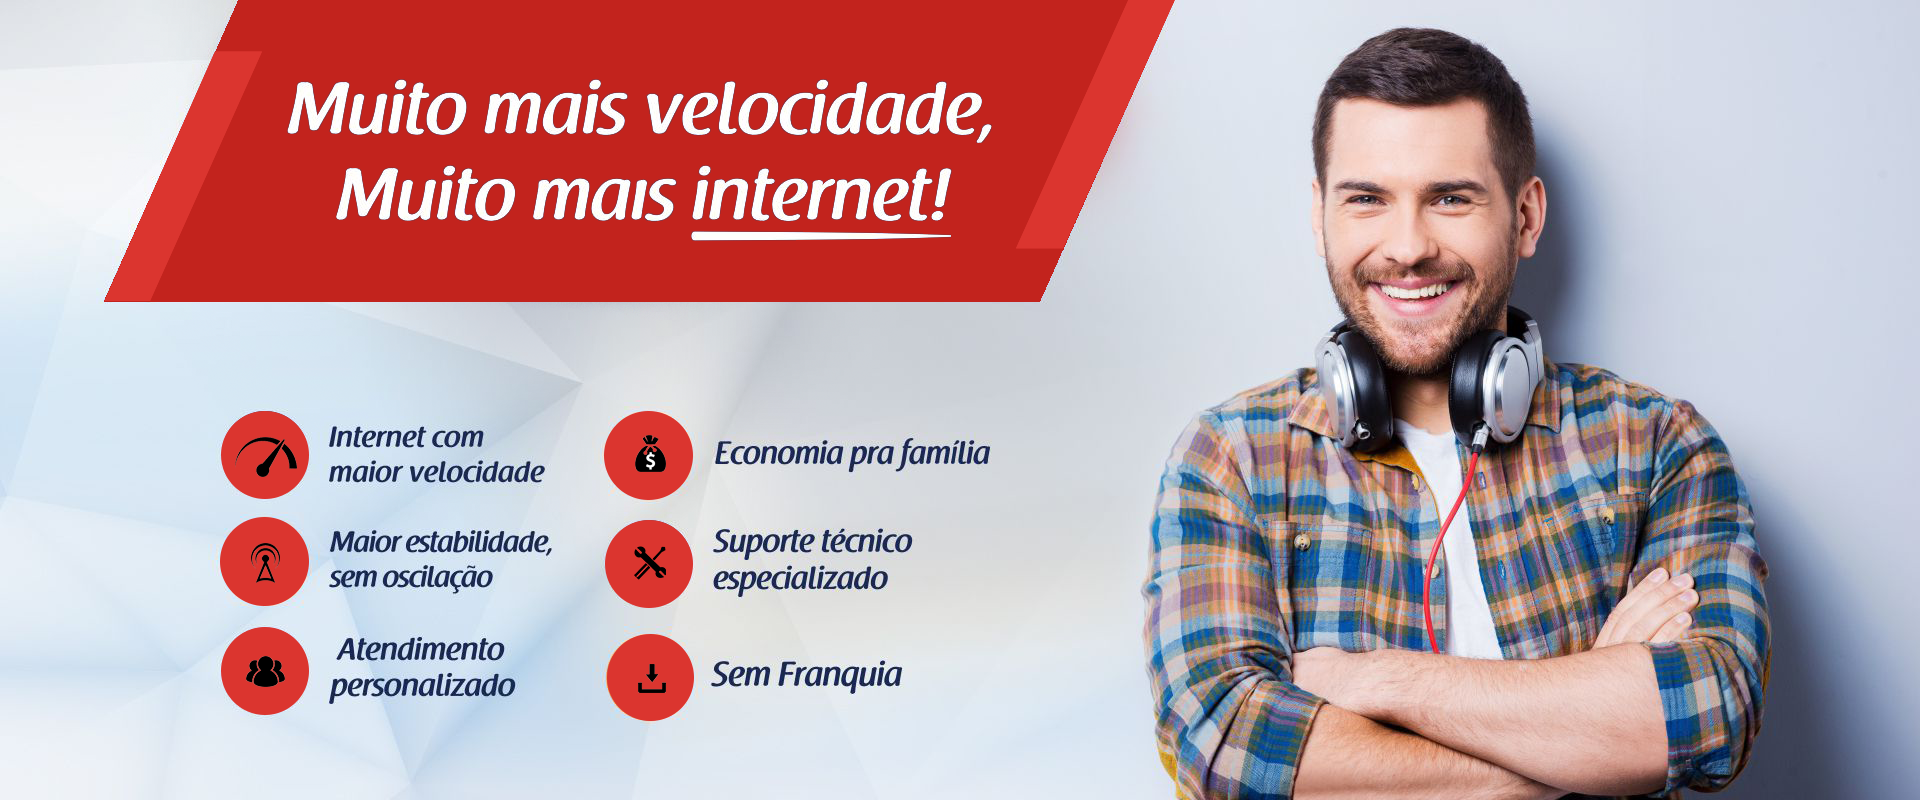 Muito mais velocidade,
Muito mais internet!
Internet com
maior velocidade
Maior estabilidade,
sem oscilação
Atendimento
personalizado
$
Economia pra família
Suporte técnico
especializado
Sem Franquia